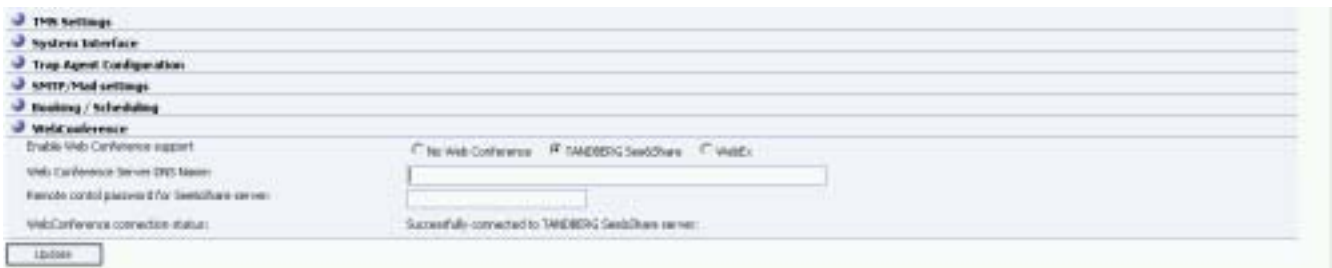 TMS Settings
System Interface
Trap Agent Configuration
SMTP/Mail settings
Booking / Scheduling
WebConference
Enable Web Conference support
No Web Conference TANDBERG See&Share WebEx
Web Conference Server DNS Name:
Remote control password for See&Share server:
WebConference connection status:
Successfully connected to TANDBERG See&Share server:
Update